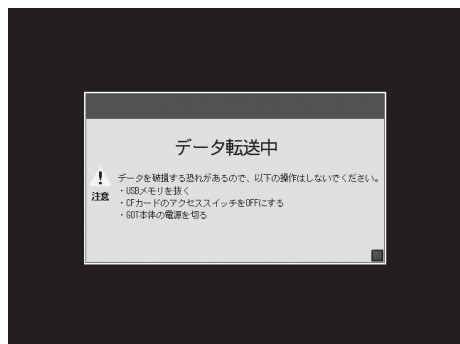 データ転送中
データを破損する恐れがあるので、以下の操作はしないでください。
・USBメモリを抜く
注意
・CFカードのアクセススイッチをOFFにする
・GOT本体の電源を切る